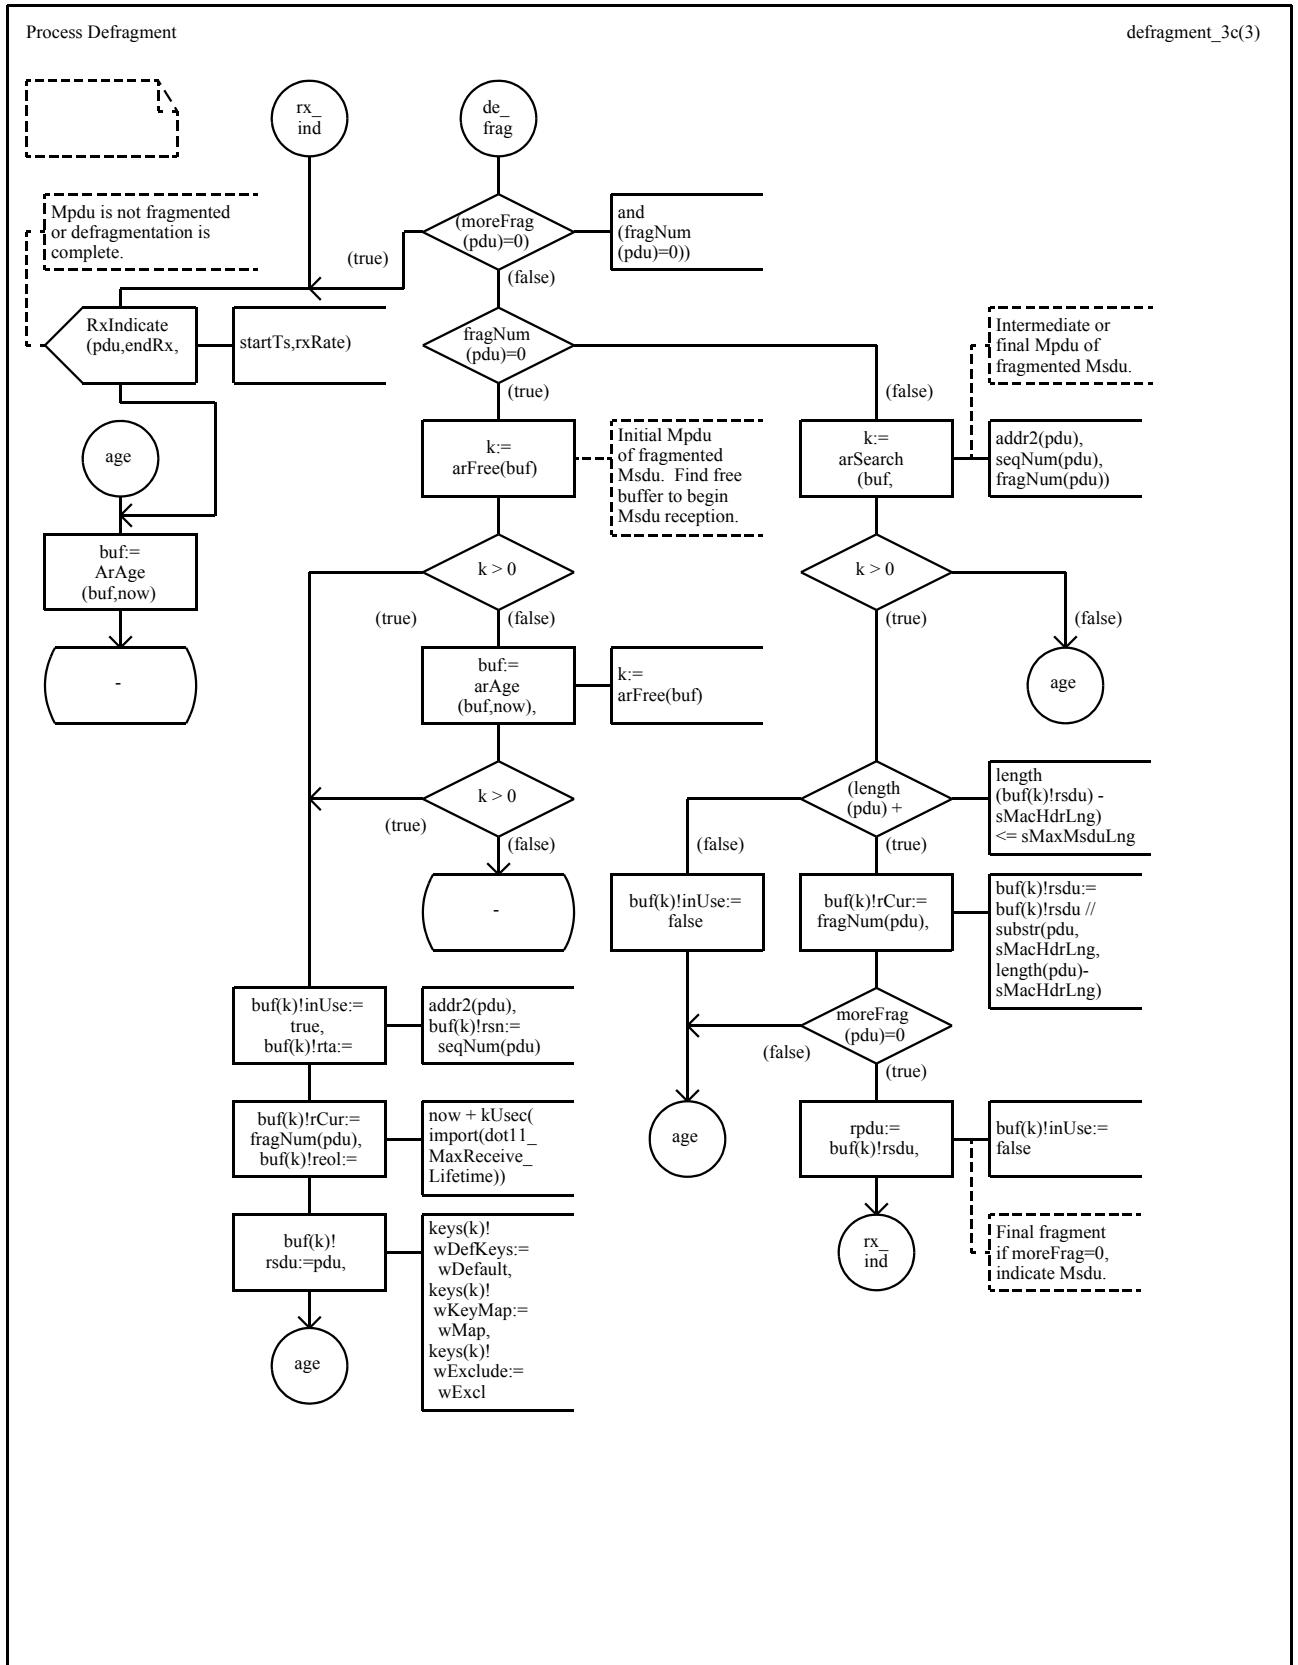 Process Defragment
defragment_3c(3)
rx_
ind
de_
frag
Mpdu is not fragmented
or defragmentation is
complete.
(moreFrag
(pdu)=0)
and
(fragNum
(pdu)=0))
(true)
(false)
RxIndicate
(pdu,endRx,
startTs,rxRate)
fragNum
(pdu)=0
Intermediate or
final Mpdu of
fragmented Msdu.
(true)
(false)
age
k:=
arFree(buf)
Initial Mpdu
of fragmented
Msdu. Find free
buffer to begin
Msdu reception.
k:=
arSearch
(buf,
addr2(pdu),
seqNum(pdu),
fragNum(pdu))
buf:=
ArAge
(buf,now)
k > 0
k > 0
(true)
(false)
(true)
(false)
-
buf:=
arAge
(buf,now),
k:=
arFree(buf)
age
k > 0
(true)
(false)
(length
(pdu) +
length
(buf(k)!rsdu) -
sMacHdrLng)
<= sMaxMsduLng
(false)
(true)
-
buf(k)!inUse:=
false
buf(k)!rCur:=
fragNum(pdu),
buf(k)!rsdu:=
buf(k)!rsdu //
substr(pdu,
sMacHdrLng,
length(pdu)-
sMacHdrLng)
buf(k)!inUse:=
true,
buf(k)!rta:=
addr2(pdu),
buf(k)!rsn:=
seqNum(pdu)
moreFrag
(pdu)=0
(false)
(true)
buf(k)!rCur:=
fragNum(pdu),
buf(k)!reol:=
now + kUsec(
import(dot11_
MaxReceive_
Lifetime))
age
rpdu:=
buf(k)!rsdu,
buf(k)!inUse:=
false
buf(k)!
rsdu:=pdu,
keys(k)!
wDefKeys:=
wDefault,
keys(k)!
wKeyMap:=
wMap,
keys(k)!
wExclude:=
wExcl
rx_
ind
Final fragment
if moreFrag=0,
indicate Msdu.
age